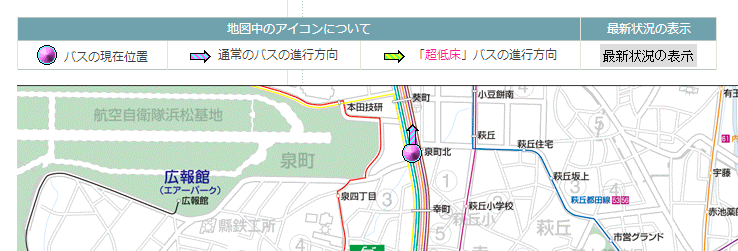 地図中のアイコンについて
最新状況の表示
バスの現在位置
通常のバスの進行方向
「超低床」バスの進行方向
最新状況の表示
本田技研
葵町
小豆餅南
航空自衛隊浜松基地
萩丘
萩丘住宅
泉町
泉町北
広報館
（エアーパーク）
広報館
泉四丁目
幸町
萩丘小学校
萩丘小
萩丘坂上
萩丘都田線
萩丘
宇藤
赤池薬師
市営グランド
縣鉄工所